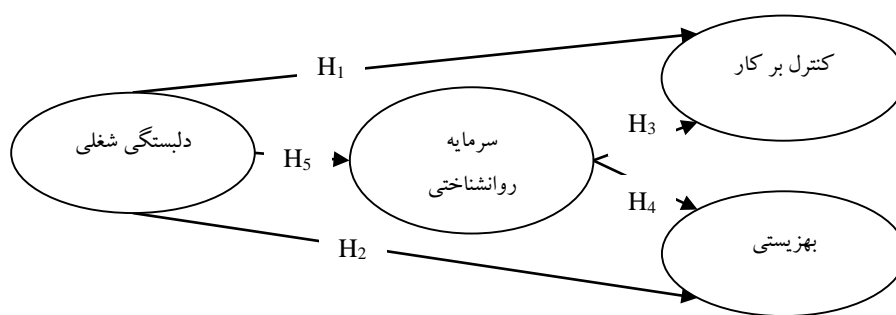 کنترل بر کار
H1
H3
دلبستگی شغلی
H5
سرمایه
روانشناختی
H4
H2
بهزیستی